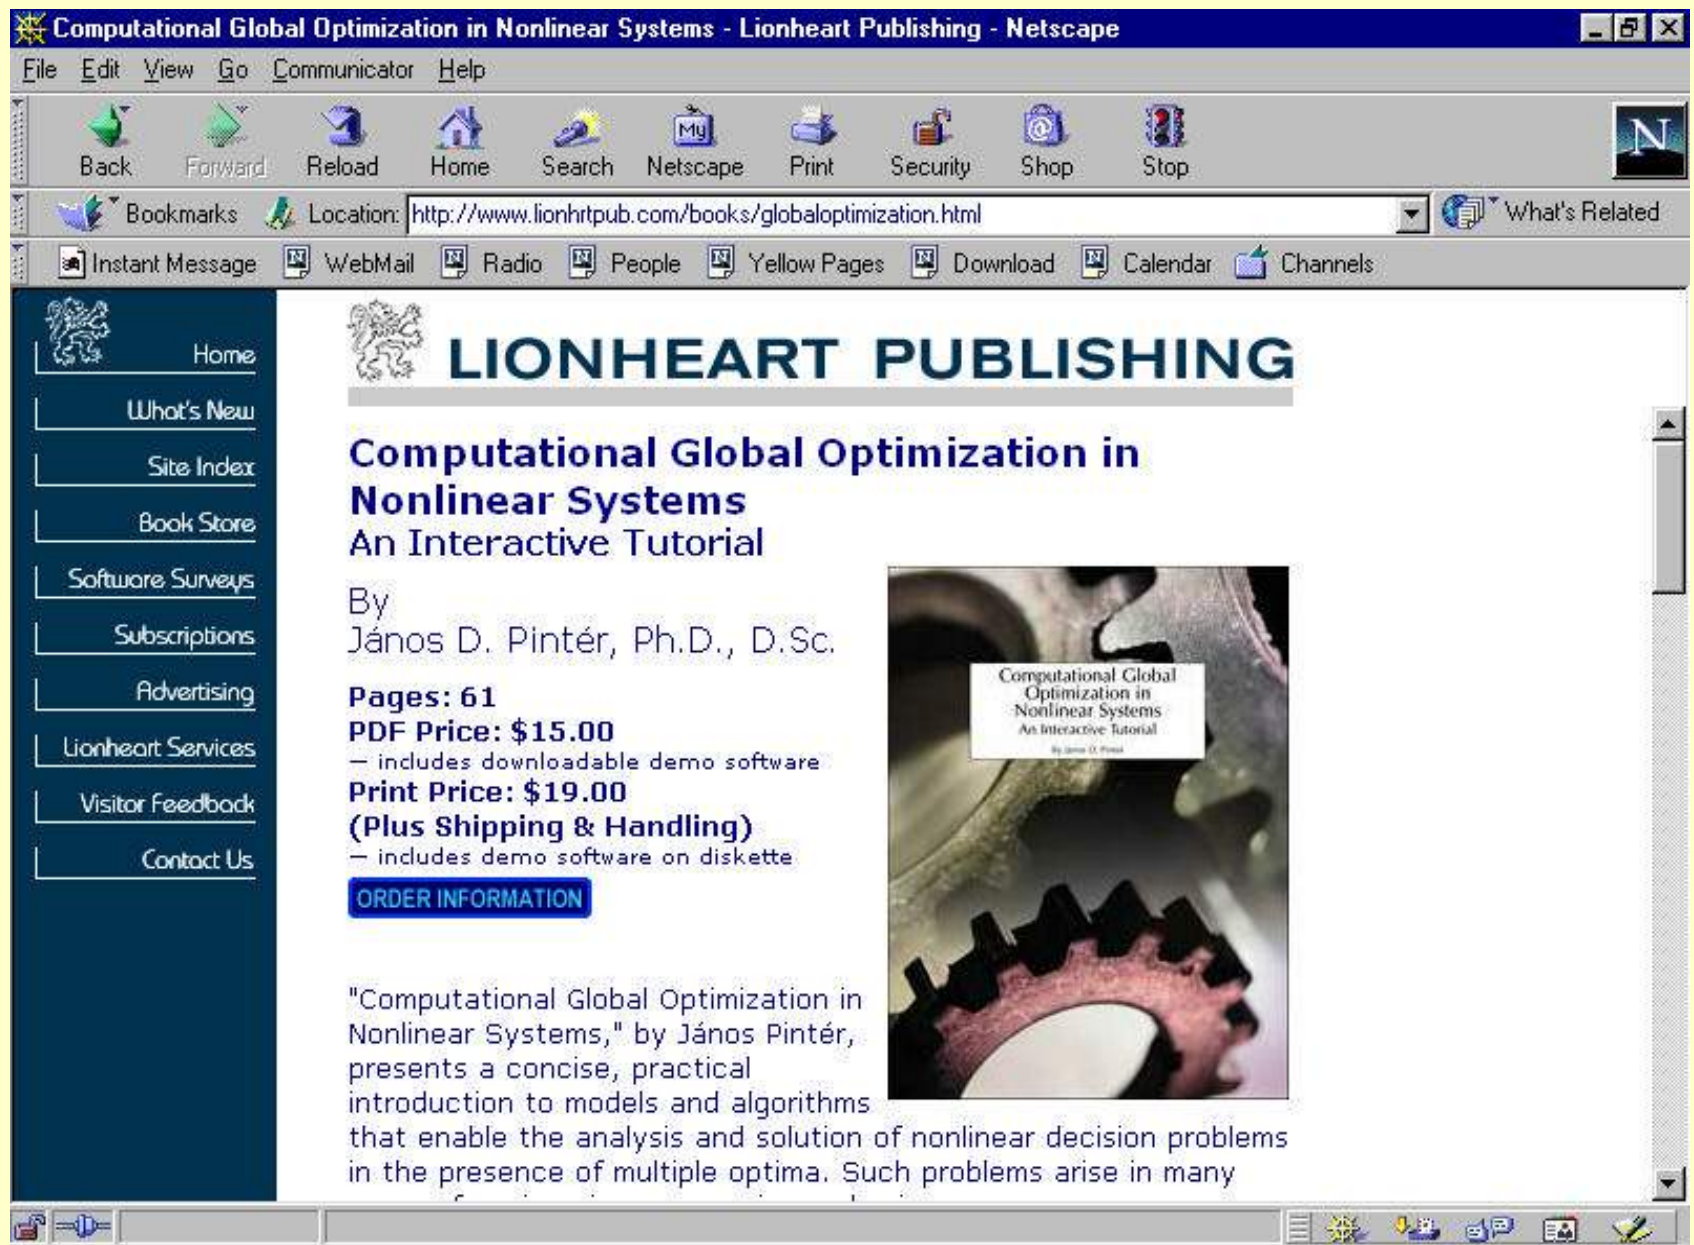 Computational Global Optimization in Nonlinear Systems - Lionheart Publishing - Netscape
File Edit View Go Communicator Help
My N
Back Forward Reload Home Search Netscape Print Security Shop Stop
Bookmarks Location: http://www.lionhrtpub.com/books/globaloptimization.html What's Related
Instant Message WebMail Radio People Yellow Pages Download Calendar Channels
Home
What's New
Site Index
Book Store
Software Surveys
Subscriptions
Advertising
Lionheart Services
Visitor Feedback
Contact Us
LIONHEART PUBLISHING
Computational Global Optimization in
Nonlinear Systems
An Interactive Tutorial
By
János D. Pintér, Ph.D., D.Sc.
Pages: 61
PDF Price: $15.00
— includes downloadable demo software
Print Price: $19.00
(Plus Shipping & Handling)
— includes demo software on diskette
ORDER INFORMATION
Computational Global
Optimization in
Nonlinear Systems
An Interactive Tutorial
By János D. Pintér
"Computational Global Optimization in
Nonlinear Systems," by János Pintér,
presents a concise, practical
introduction to models and algorithms
that enable the analysis and solution of nonlinear decision problems
in the presence of multiple optima. Such problems arise in many